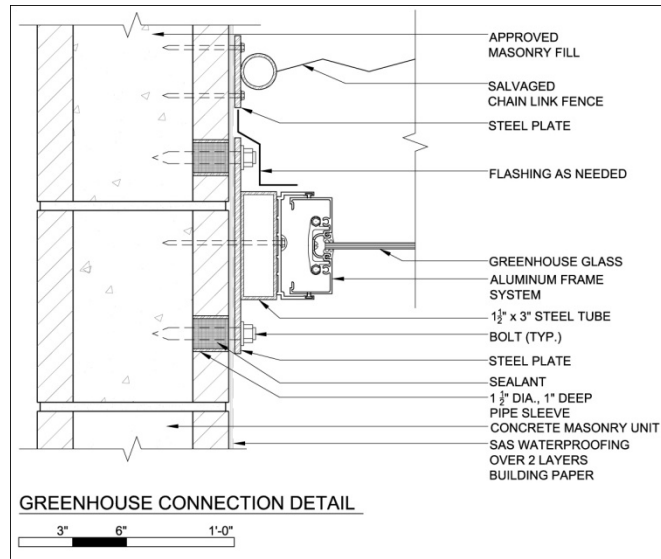 APPROVED
MASONRY FILL
SALVAGED
CHAIN LINK FENCE
STEEL PLATE
FLASHING AS NEEDED
GREENHOUSE GLASS
ALUMINUM FRAME
SYSTEM
1½" x 3" STEEL TUBE
BOLT (TYP.)
STEEL PLATE
SEALANT
1 ½" DIA., 1" DEEP
PIPE SLEEVE
CONCRETE MASONRY UNIT
SAS WATERPROOFING
OVER 2 LAYERS
BUILDING PAPER
GREENHOUSE CONNECTION DETAIL
3" 6" 1'-0"